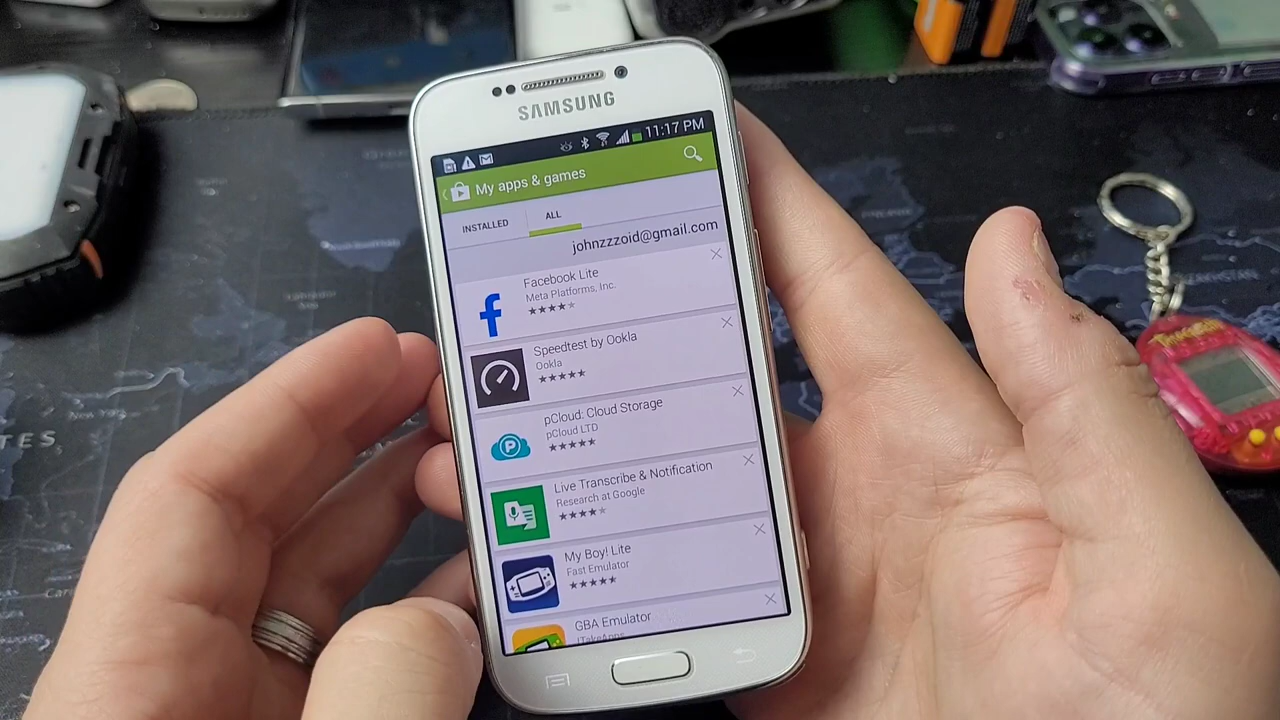 SAMSUNG
11:17 PM
My apps & games
INSTALLED
ALL
johnzzzoid@gmail.com
Facebook Lite
Meta Platforms, Inc.
Speedtest by Ookla
Ookla
pCloud: Cloud Storage
pCloud LTD
Live Transcribe & Notification
Research at Google
My Boy! Lite
Fast Emulator
GBA Emulator
ITakeApps
TES